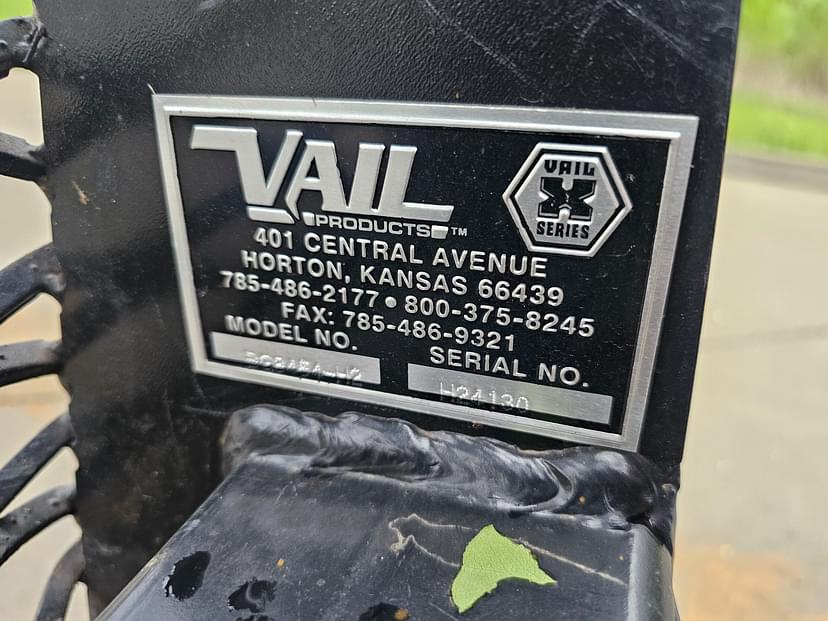 VAIL
PRODUCTS™
VAIL
X
SERIES
401 CENTRAL AVENUE
HORTON, KANSAS 66439
785-486-2177 • 800-375-8245
FAX: 785-486-9321
MODEL NO.
SERIAL NO.
H24130